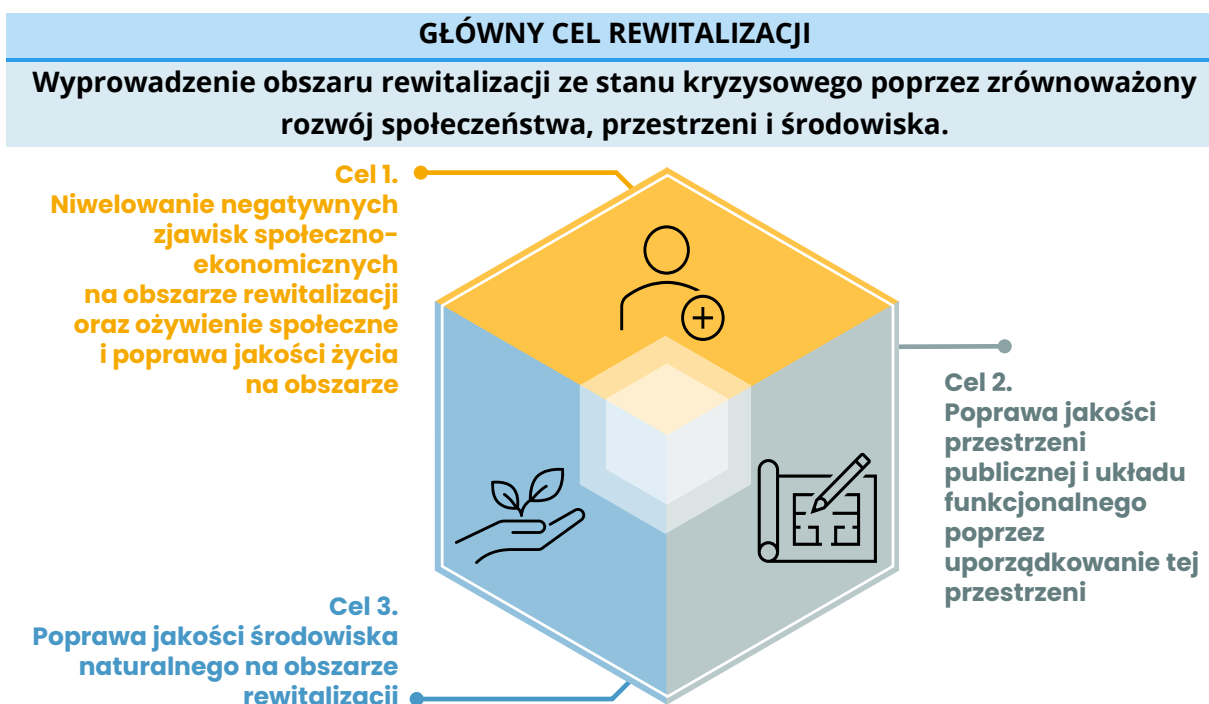 GŁÓWNY CEL REWITALIZACJI
Wyprowadzenie obszaru rewitalizacji ze stanu kryzysowego poprzez zrównoważony
rozwój społeczeństwa, przestrzeni i środowiska.
Cel 1.
Niwelowanie negatywnych
zjawisk społeczno-
ekonomicznych
na obszarze rewitalizacji
oraz ożywienie społeczne
i poprawa jakości życia
na obszarze
Cel 2.
Poprawa jakości
przestrzeni
publicznej i układu
funkcjonalnego
poprzez
uporządkowanie tej
przestrzeni
Cel 3.
Poprawa jakości środowiska
naturalnego na obszarze
rewitalizacji